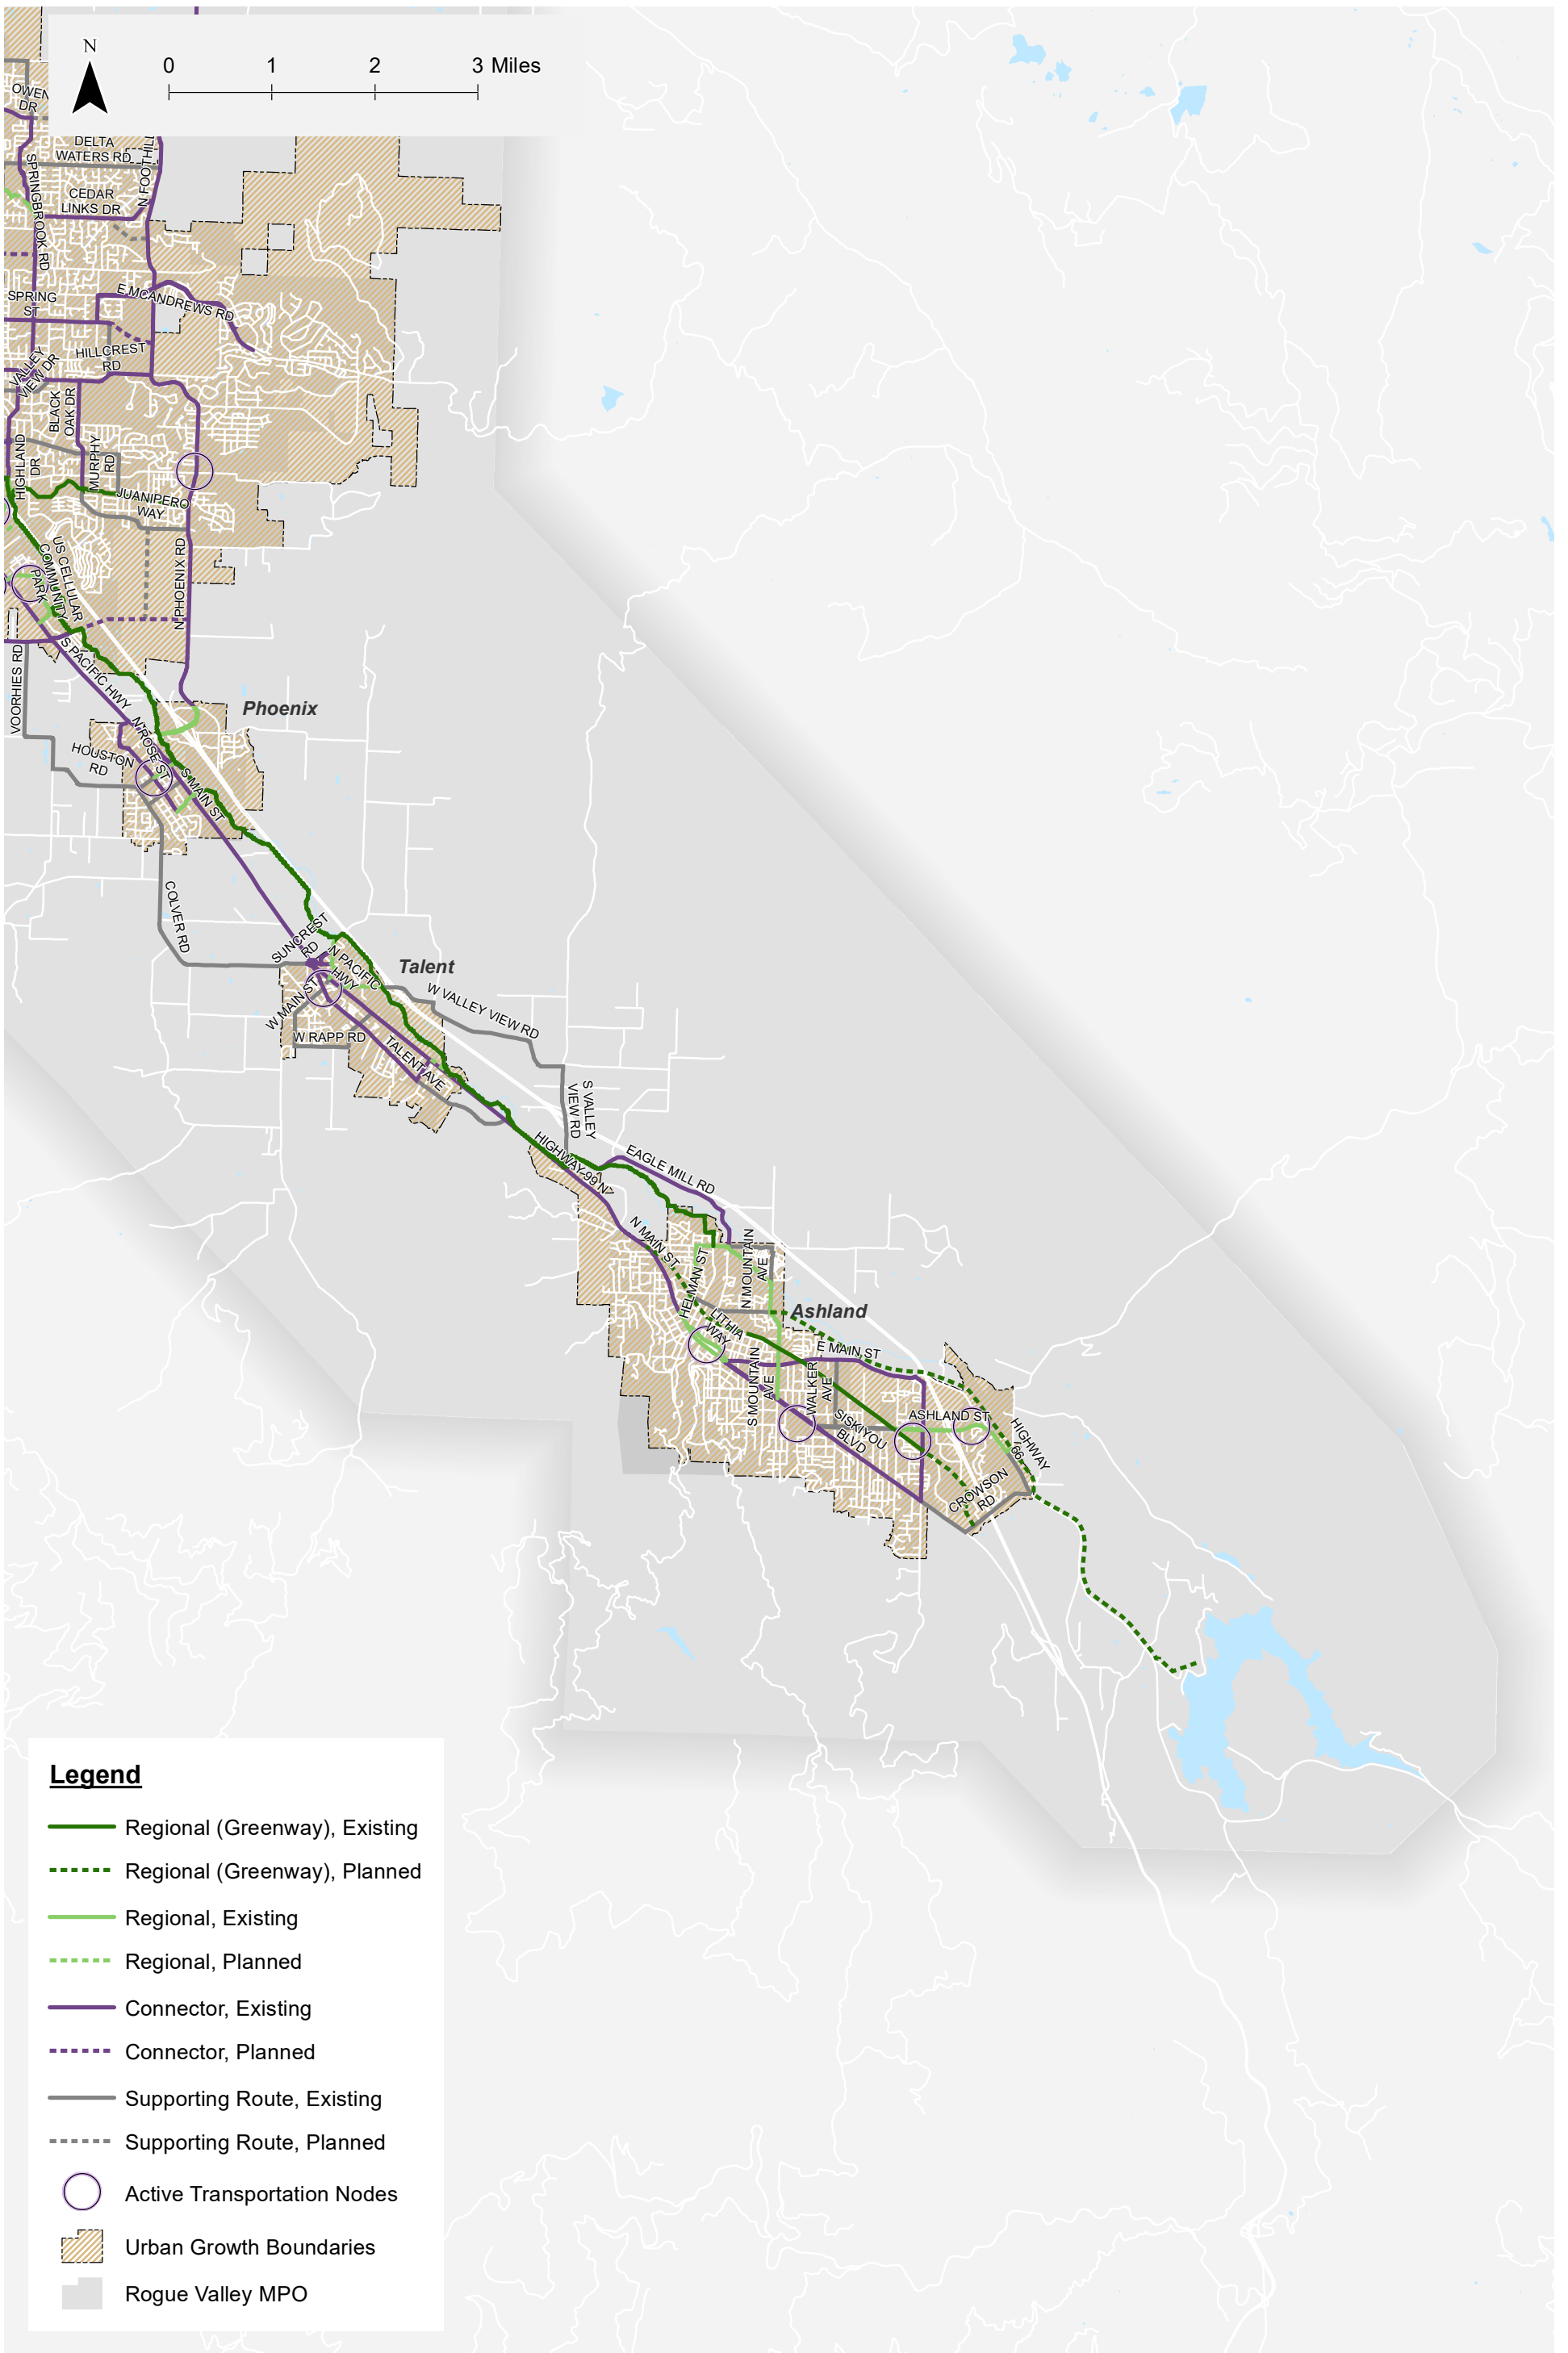 N
0 1 2 3 Miles
OWEN
DR
DELTA
WATERS RD
N FOOTHILL
SPRINGBROOK RD
CEDAR
LINKS DR
E MCANDREWS RD
SPRING
ST
HILLCREST
RD
VALLEY
VIEW DR
BLACK
OAK DR
HIGHLAND
DR
MURPHY
RD
JUANIPERO
WAY
US CELLULAR
COMMUNITY
PARK
N PHOENIX RD
VOORHIES RD
S PACIFIC HWY
Phoenix
N ROSE ST
HOUSTON
RD
S MAIN ST
COLVER RD
SUNCREST
RD
N PACIFIC
HWY
Talent
W MAIN ST
W VALLEY VIEW RD
W RAPP RD
TALENT AVE
S VALLEY
VIEW RD
HIGHWAY 99 N
EAGLE MILL RD
N MAIN ST
HELMAN ST
N MOUNTAIN
AVE
Ashland
LITHIA
WAY
E MAIN ST
S MOUNTAIN
AVE
WALKER
AVE
SISKIYOU
BLVD
ASHLAND ST
HIGHWAY
66
CROWSON
RD
Legend
Regional (Greenway), Existing
Regional (Greenway), Planned
Regional, Existing
Regional, Planned
Connector, Existing
Connector, Planned
Supporting Route, Existing
Supporting Route, Planned
Active Transportation Nodes
Urban Growth Boundaries
Rogue Valley MPO